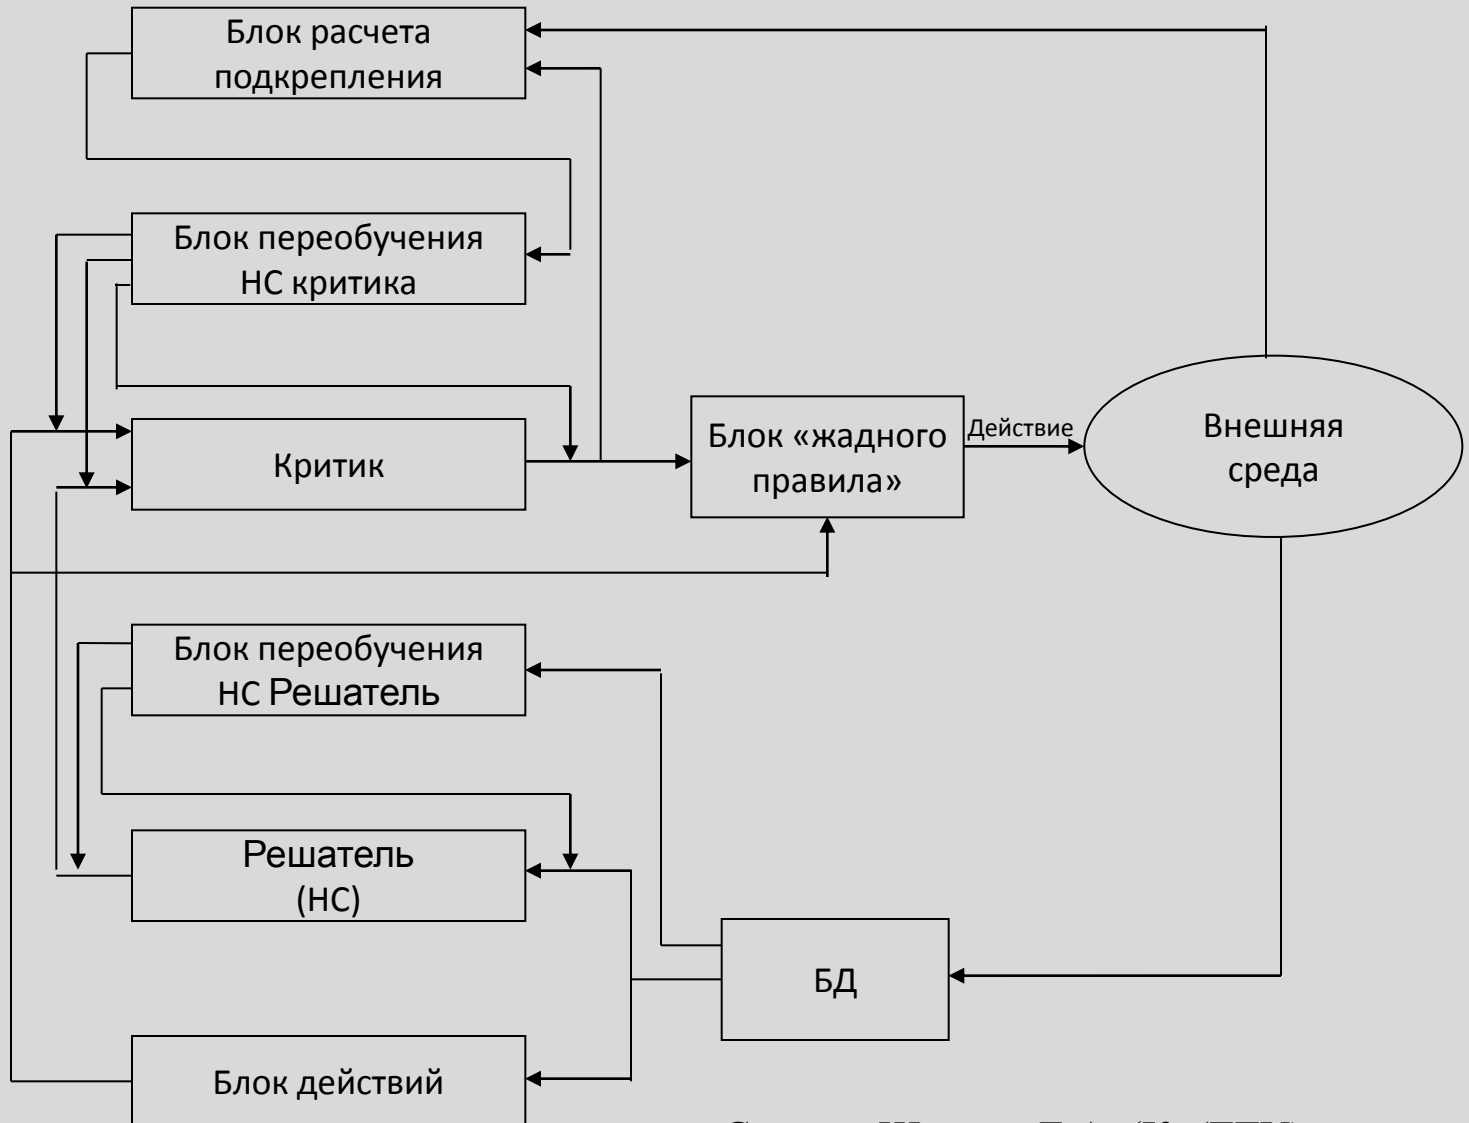 Блок расчета
подкрепления
Блок переобучения
НС критика
Критик
Блок «жадного
правила»
Действие
Внешняя
среда
Блок переобучения
НС Решатель
Решатель
(НС)
БД
Блок действий